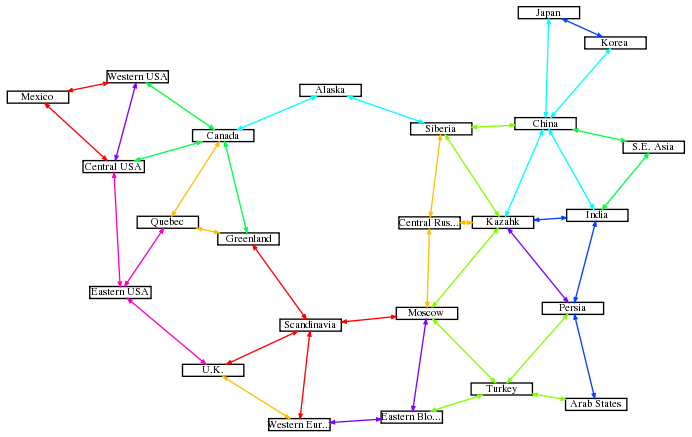 Japan
Korea
Western USA
Alaska
Mexico
China
Siberia
Canada
S.E. Asia
Central USA
India
Quebec
Central Rus...
Kazahk
Greenland
Eastern USA
Persia
Moscow
Scandinavia
U.K.
Turkey
Arab States
Eastern Blo...
Western Eur...